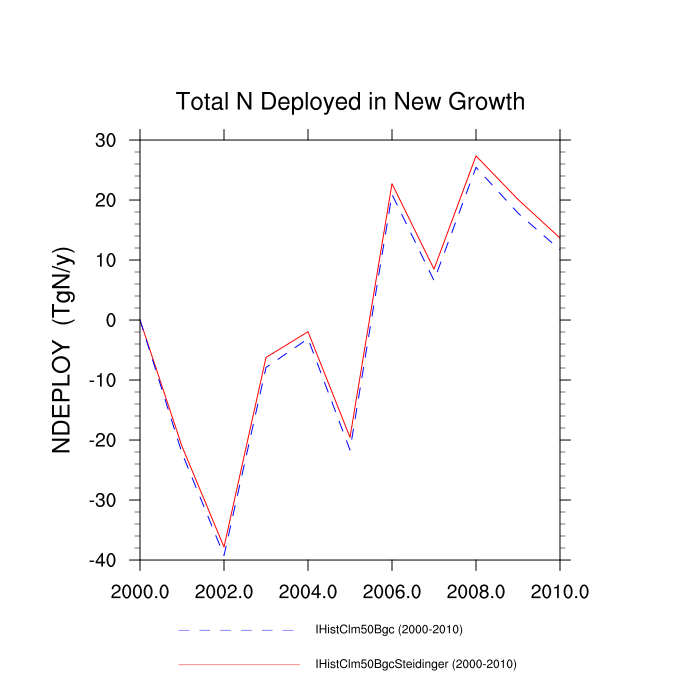 Total N Deployed in New Growth
30
20
10
0
-10
-20
-30
-40
NDEPLOY (TgN/y)
2000.0 2002.0 2004.0 2006.0 2008.0 2010.0
IHistClm50Bgc (2000-2010)
IHistClm50BgcSteidinger (2000-2010)